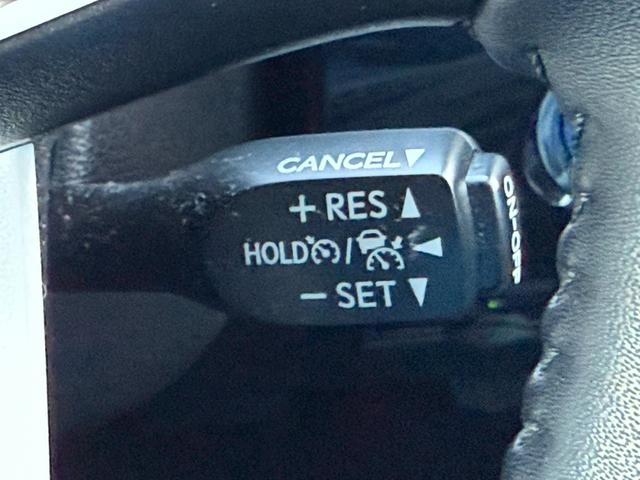 CANCEL▼
+ RES ▲
HOLD / ◀
− SET ▼
ON-OFF